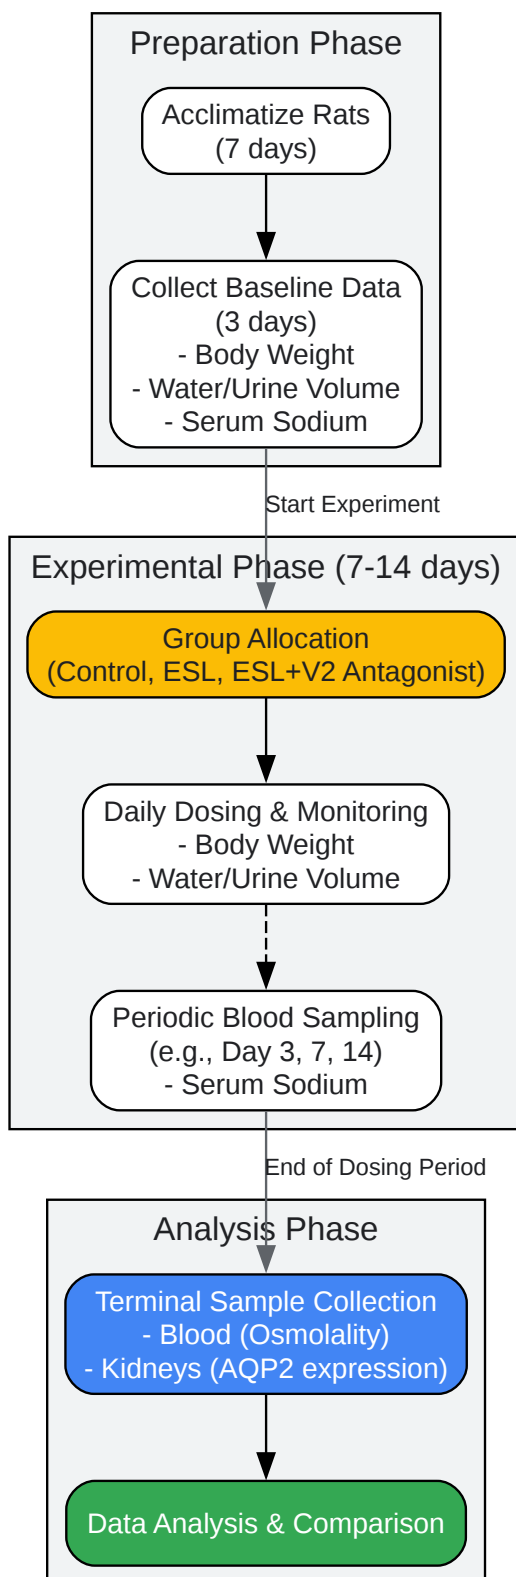 Preparation Phase
Acclimatize Rats
(7 days)
Collect Baseline Data
(3 days)
- Body Weight
- Water/Urine Volume
- Serum Sodium
Start Experiment
Experimental Phase (7-14 days)
Group Allocation
(Control, ESL, ESL+V2 Antagonist)
Daily Dosing & Monitoring
- Body Weight
- Water/Urine Volume
Periodic Blood Sampling
(e.g., Day 3, 7, 14)
- Serum Sodium
End of Dosing Period
Analysis Phase
Terminal Sample Collection
- Blood (Osmolality)
- Kidneys (AQP2 expression)
Data Analysis & Comparison